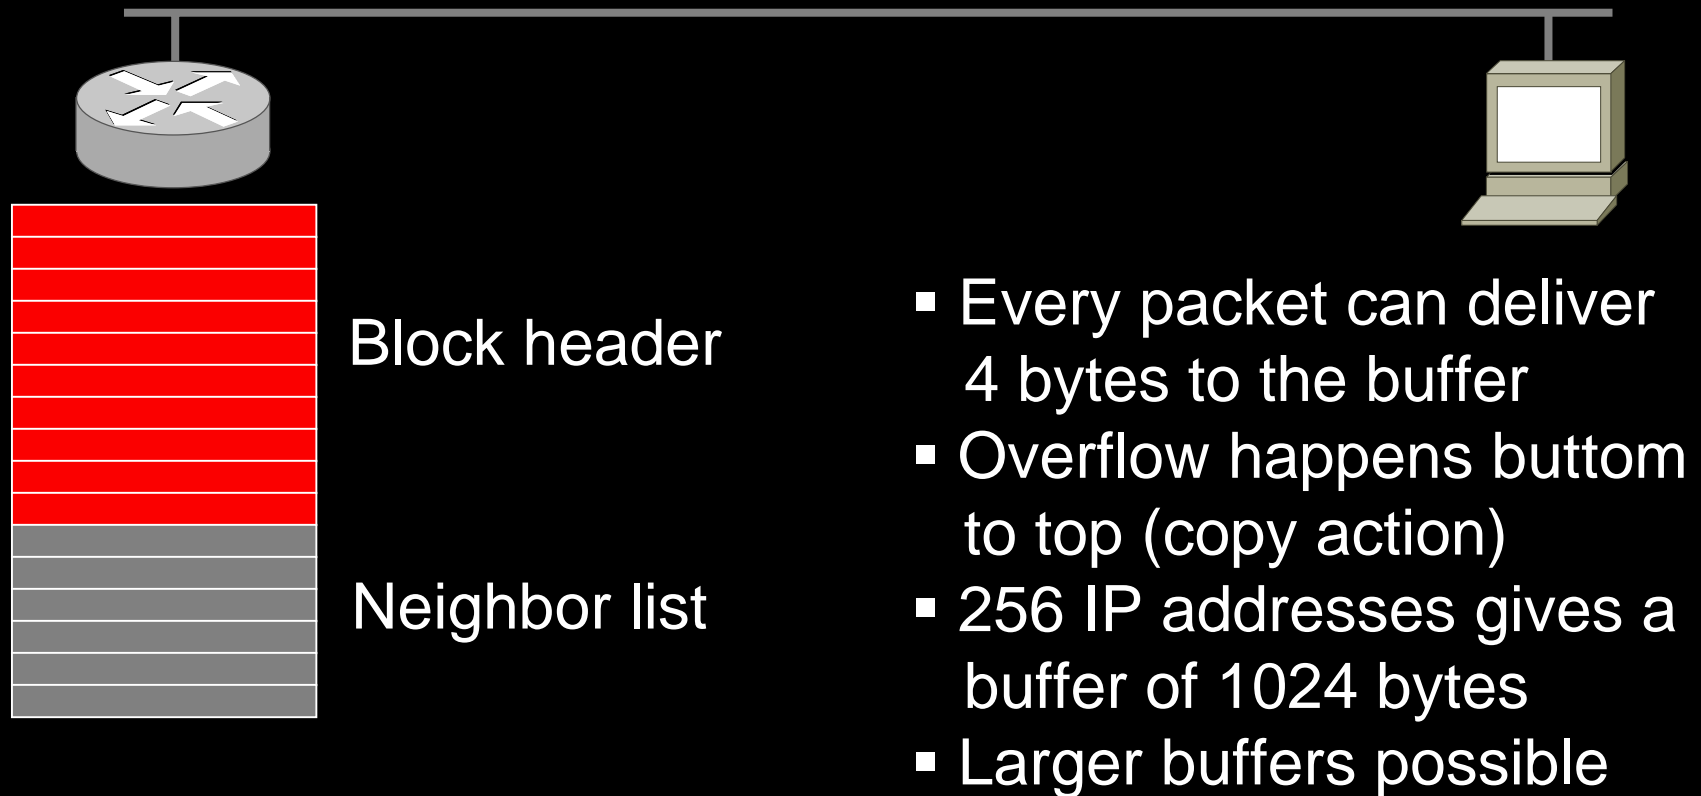 Block header
Neighbor list
▪ Every packet can deliver
4 bytes to the buffer
▪ Overflow happens buttom
to top (copy action)
▪ 256 IP addresses gives a
buffer of 1024 bytes
▪ Larger buffers possible